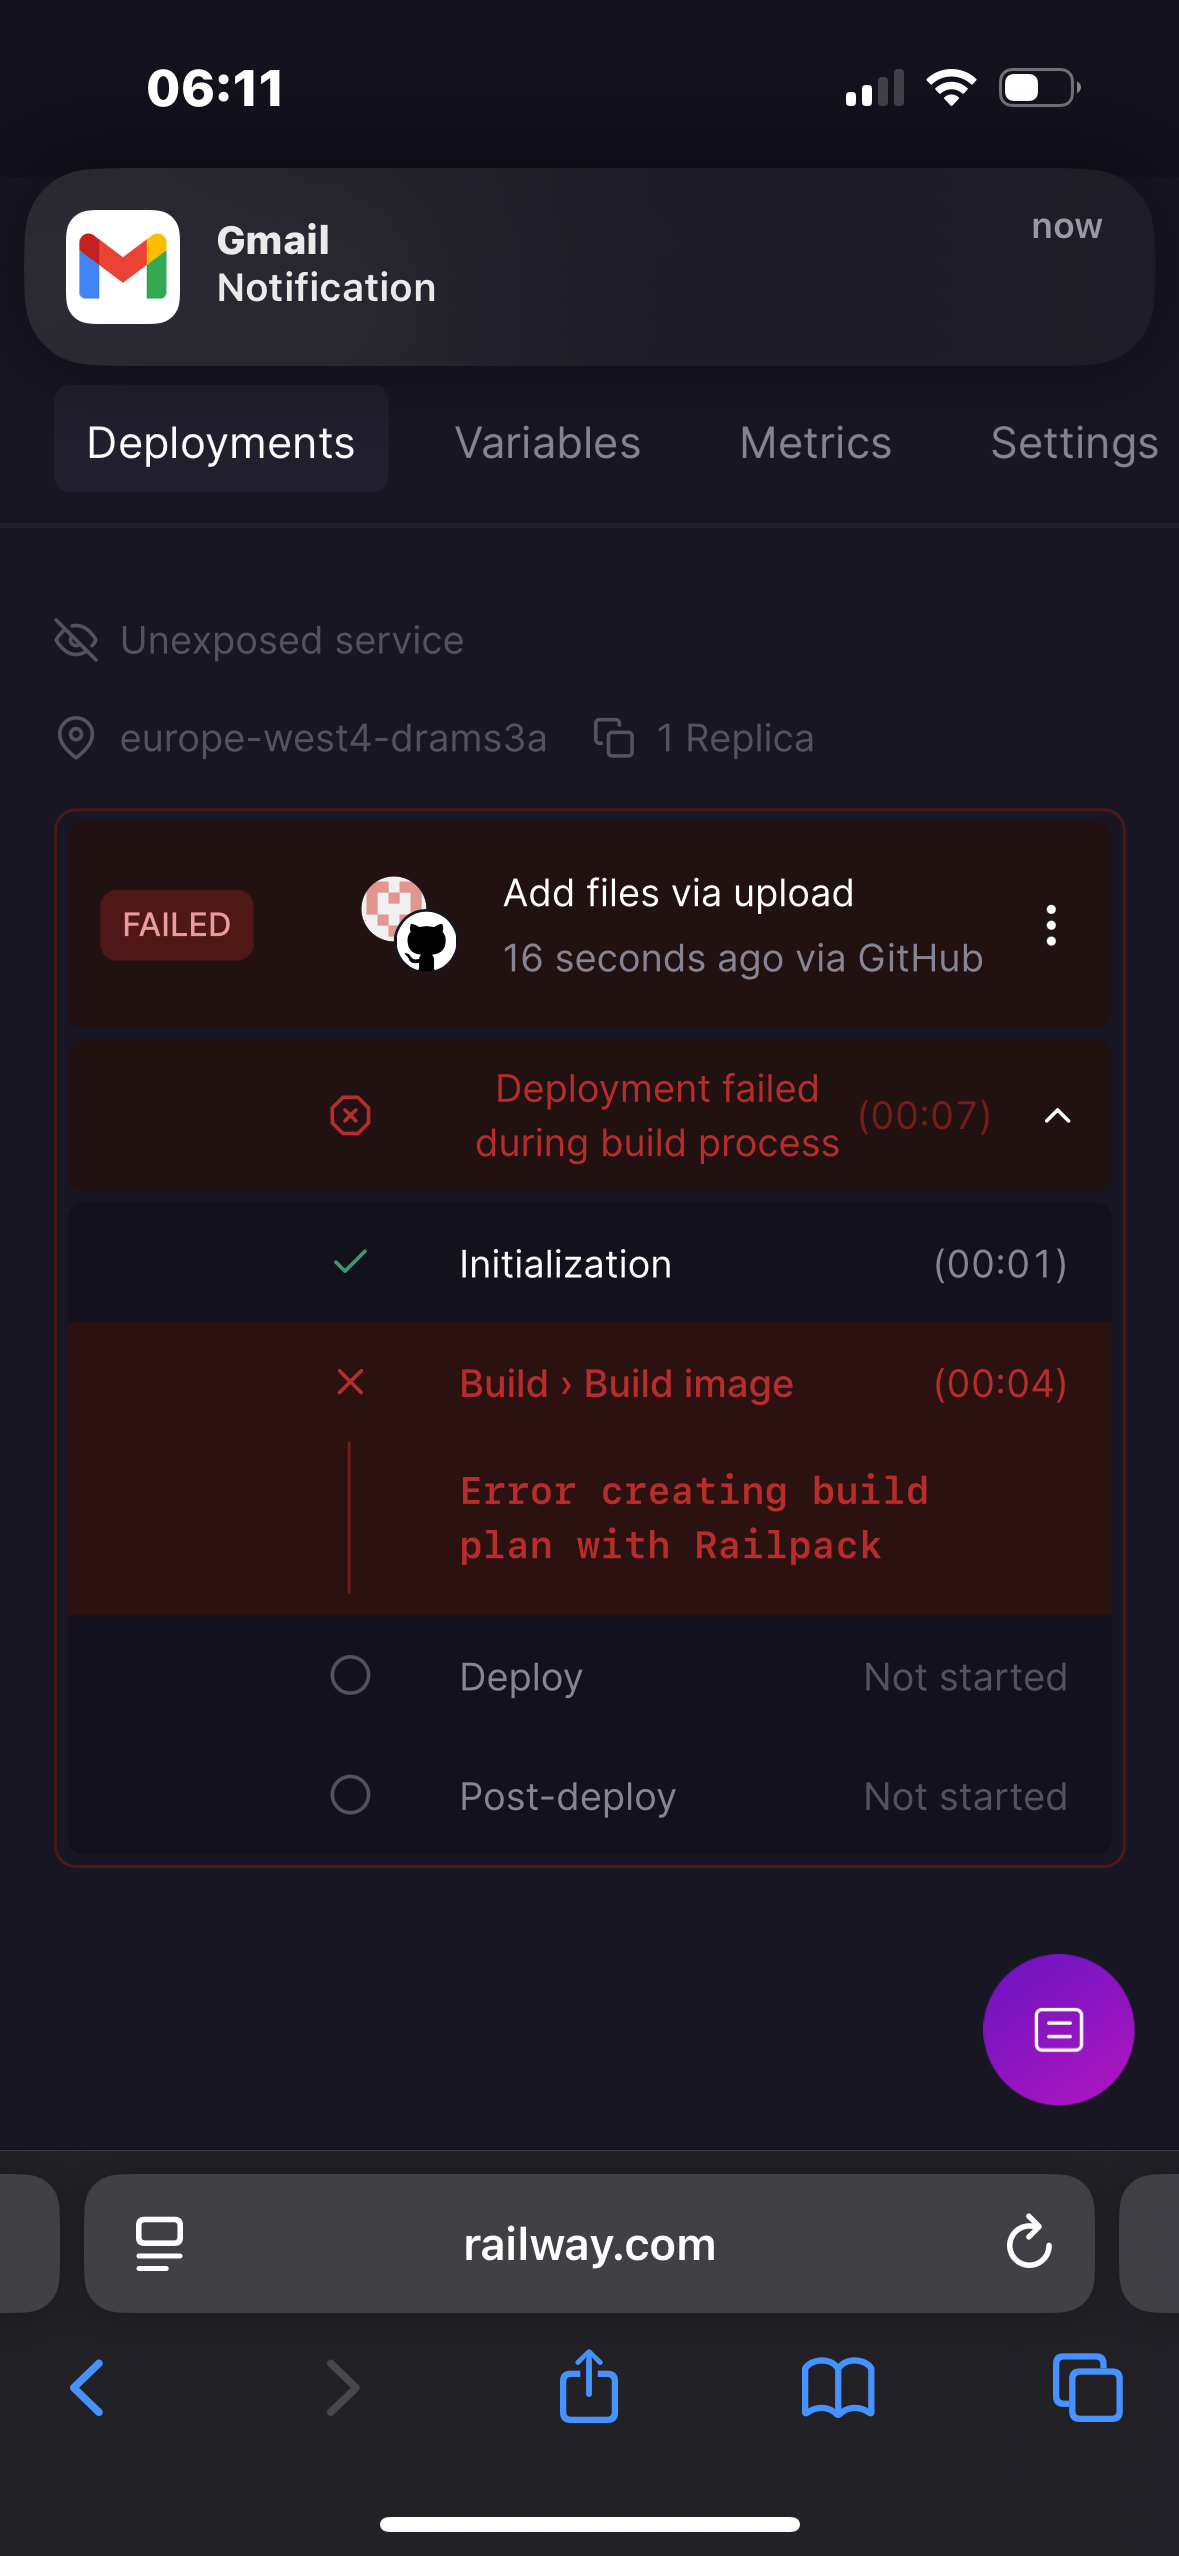 06:11
Gmail
now
Notification
Deployments
Variables
Metrics
Settings
Unexposed service
europe-west4-drams3a
1 Replica
FAILED
Add files via upload
16 seconds ago via GitHub
Deployment failed
during build process
(00:07)
Initialization
(00:01)
Build › Build image
(00:04)
Error creating build
plan with Railpack
Deploy
Not started
Post-deploy
Not started
railway.com